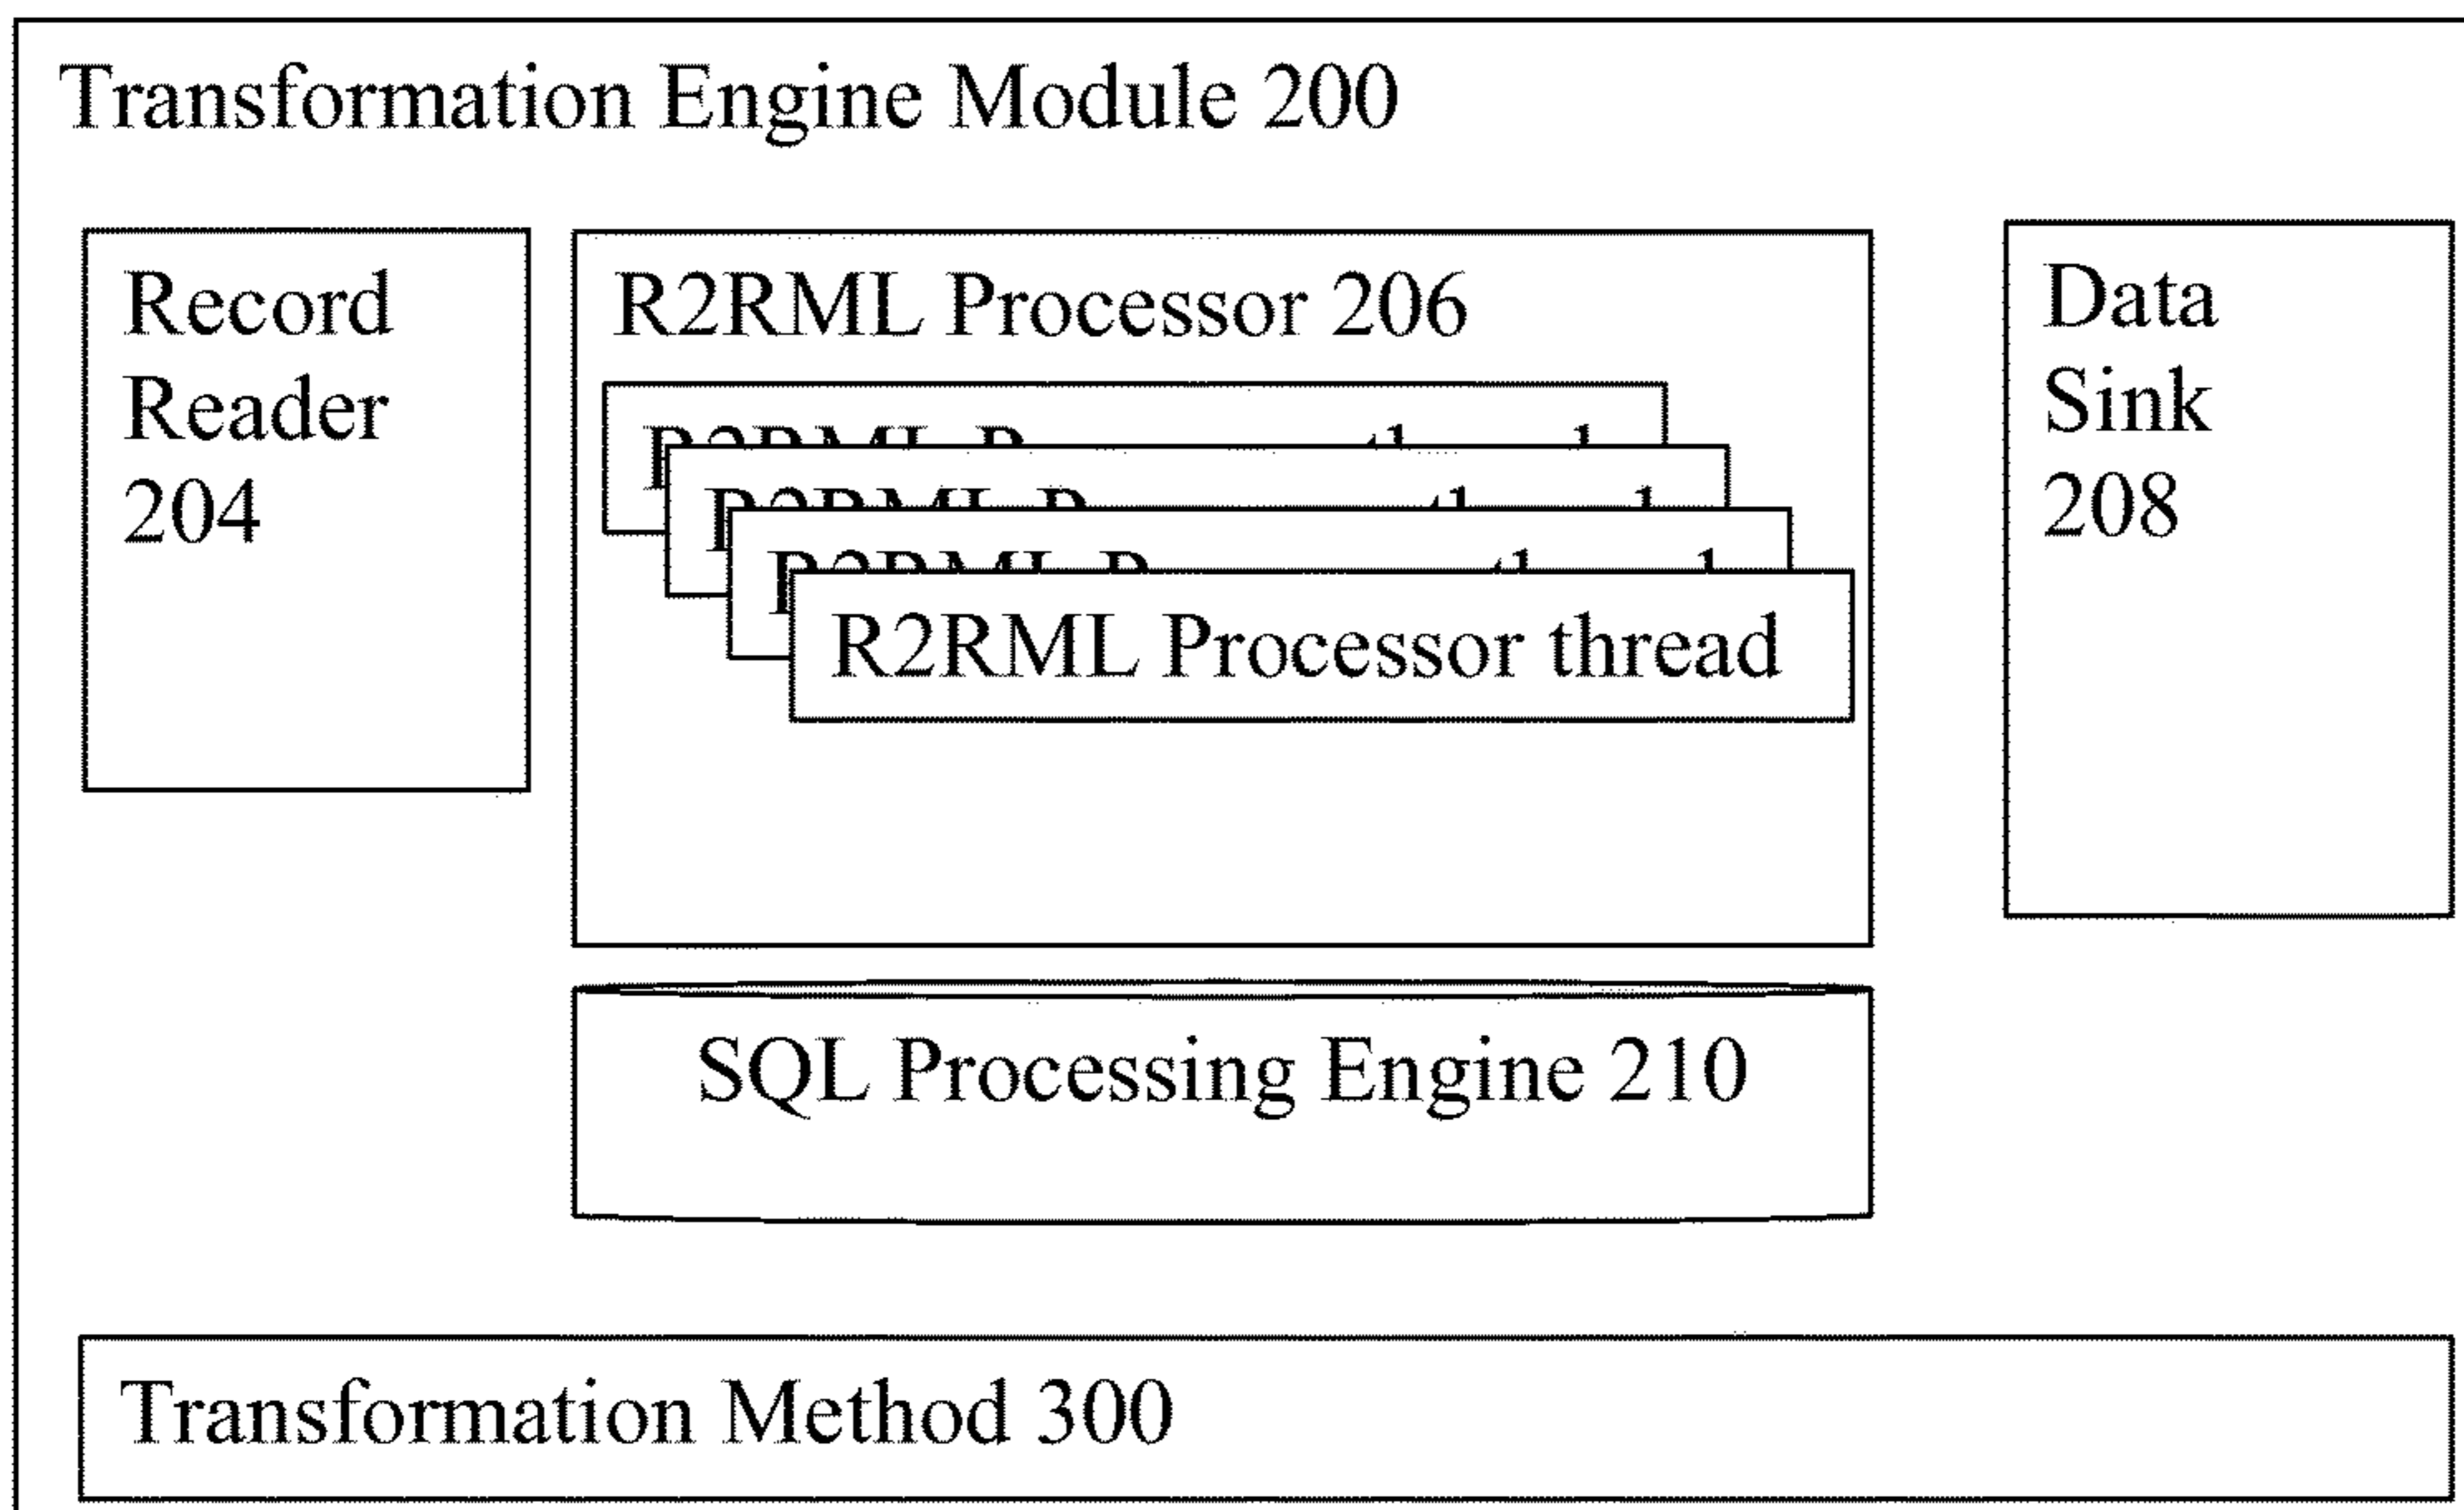 Transformation Engine Module 200
Record
Reader
204
R2RML Processor 206
R2RML Processor thread
Data
Sink
208
SQL Processing Engine 210
Transformation Method 300